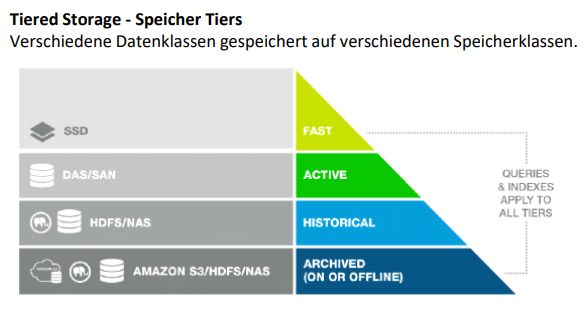 Tiered Storage - Speicher Tiers
Verschiedene Datenklassen gespeichert auf verschiedenen Speicherklassen.
SSD
FAST
DAS/SAN
ACTIVE
HDFS/NAS
HISTORICAL
AMAZON S3/HDFS/NAS
ARCHIVED
(ON OR OFFLINE)
QUERIES
& INDEXES
APPLY TO
ALL TIERS